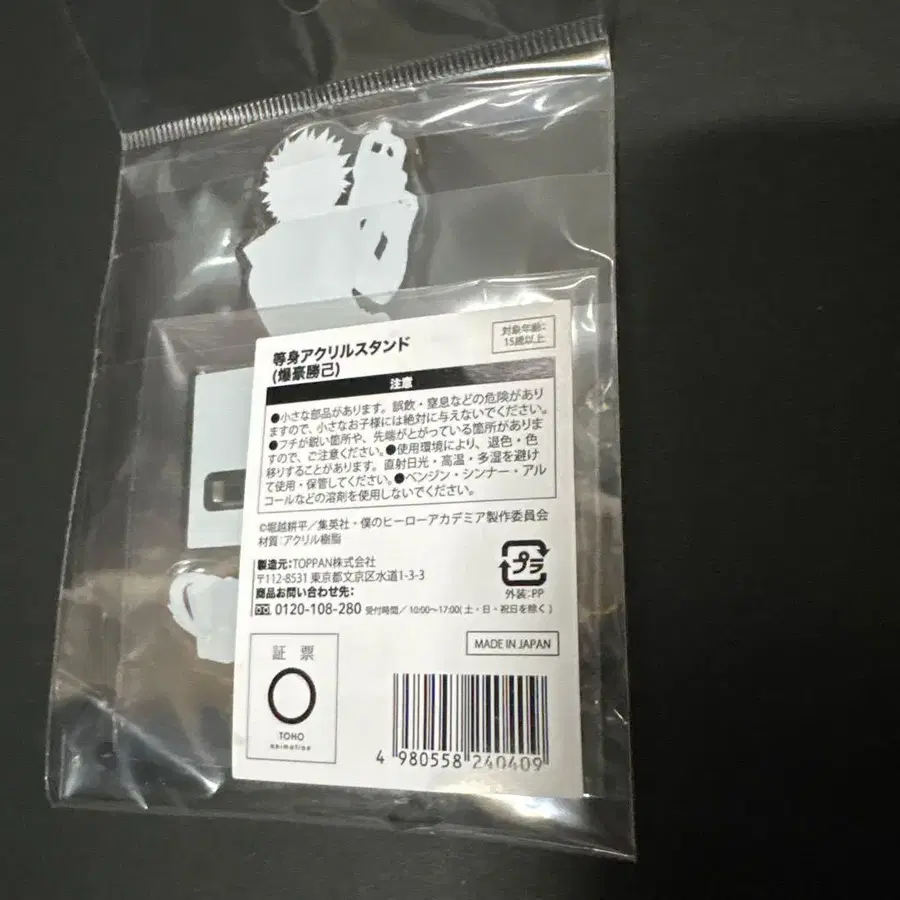 等身アクリルスタンド
(爆豪勝己)
対象年齢:
15歳以上
注意
●小さな部品があります。誤飲・窒息などの危険があり
ますので、小さなお子様には絶対に与えないでください。
●フチが鋭い箇所や、先端がとがっている箇所がありま
すので、ご注意ください。●使用環境により、退色・色
移りすることがあります。直射日光・高温・多湿を避け
て使用・保管してください。●ベンジン・シンナー・アル
コールなどの溶剤を使用しないでください。
©堀越耕平／集英社・僕のヒーローアカデミア製作委員会
材質：アクリル樹脂
製造元：TOPPAN株式会社
〒112-8531 東京都文京区水道1-3-3
商品お問い合わせ先：
0120-108-280 受付時間／10:00〜17:00(土・日・祝日を除く)
プラ
外装：PP
MADE IN JAPAN
証票
TOHO
animation
4 980558 240409